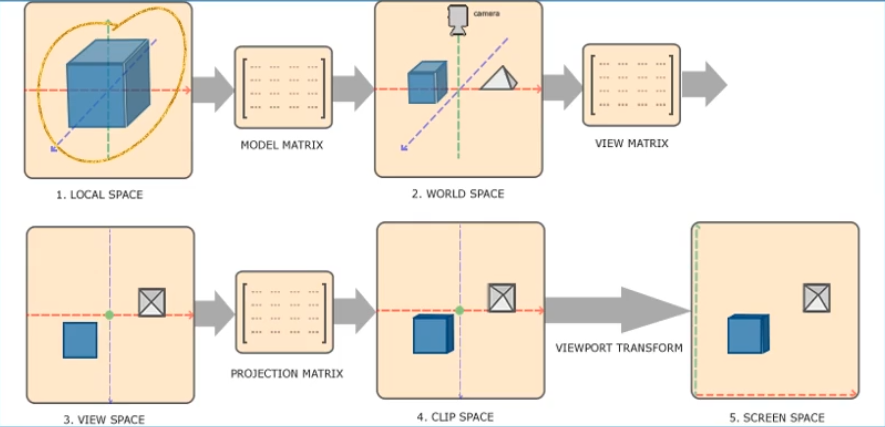 camera
MODEL MATRIX
VIEW MATRIX
1. LOCAL SPACE
2. WORLD SPACE
VIEWPORT TRANSFORM
PROJECTION MATRIX
3. VIEW SPACE
4. CLIP SPACE
5. SCREEN SPACE